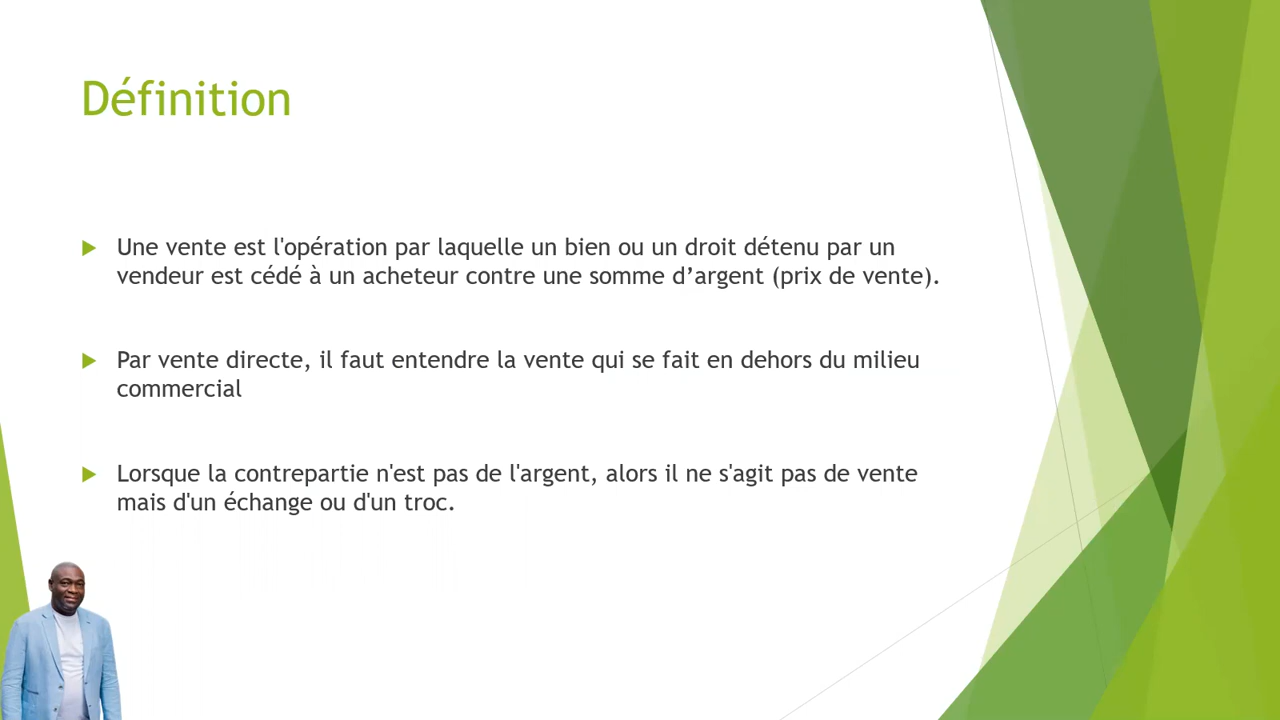 Définition
Une vente est l'opération par laquelle un bien ou un droit détenu par un
vendeur est cédé à un acheteur contre une somme d’argent (prix de vente).
Par vente directe, il faut entendre la vente qui se fait en dehors du milieu
commercial
Lorsque la contrepartie n'est pas de l'argent, alors il ne s'agit pas de vente
mais d'un échange ou d'un troc.